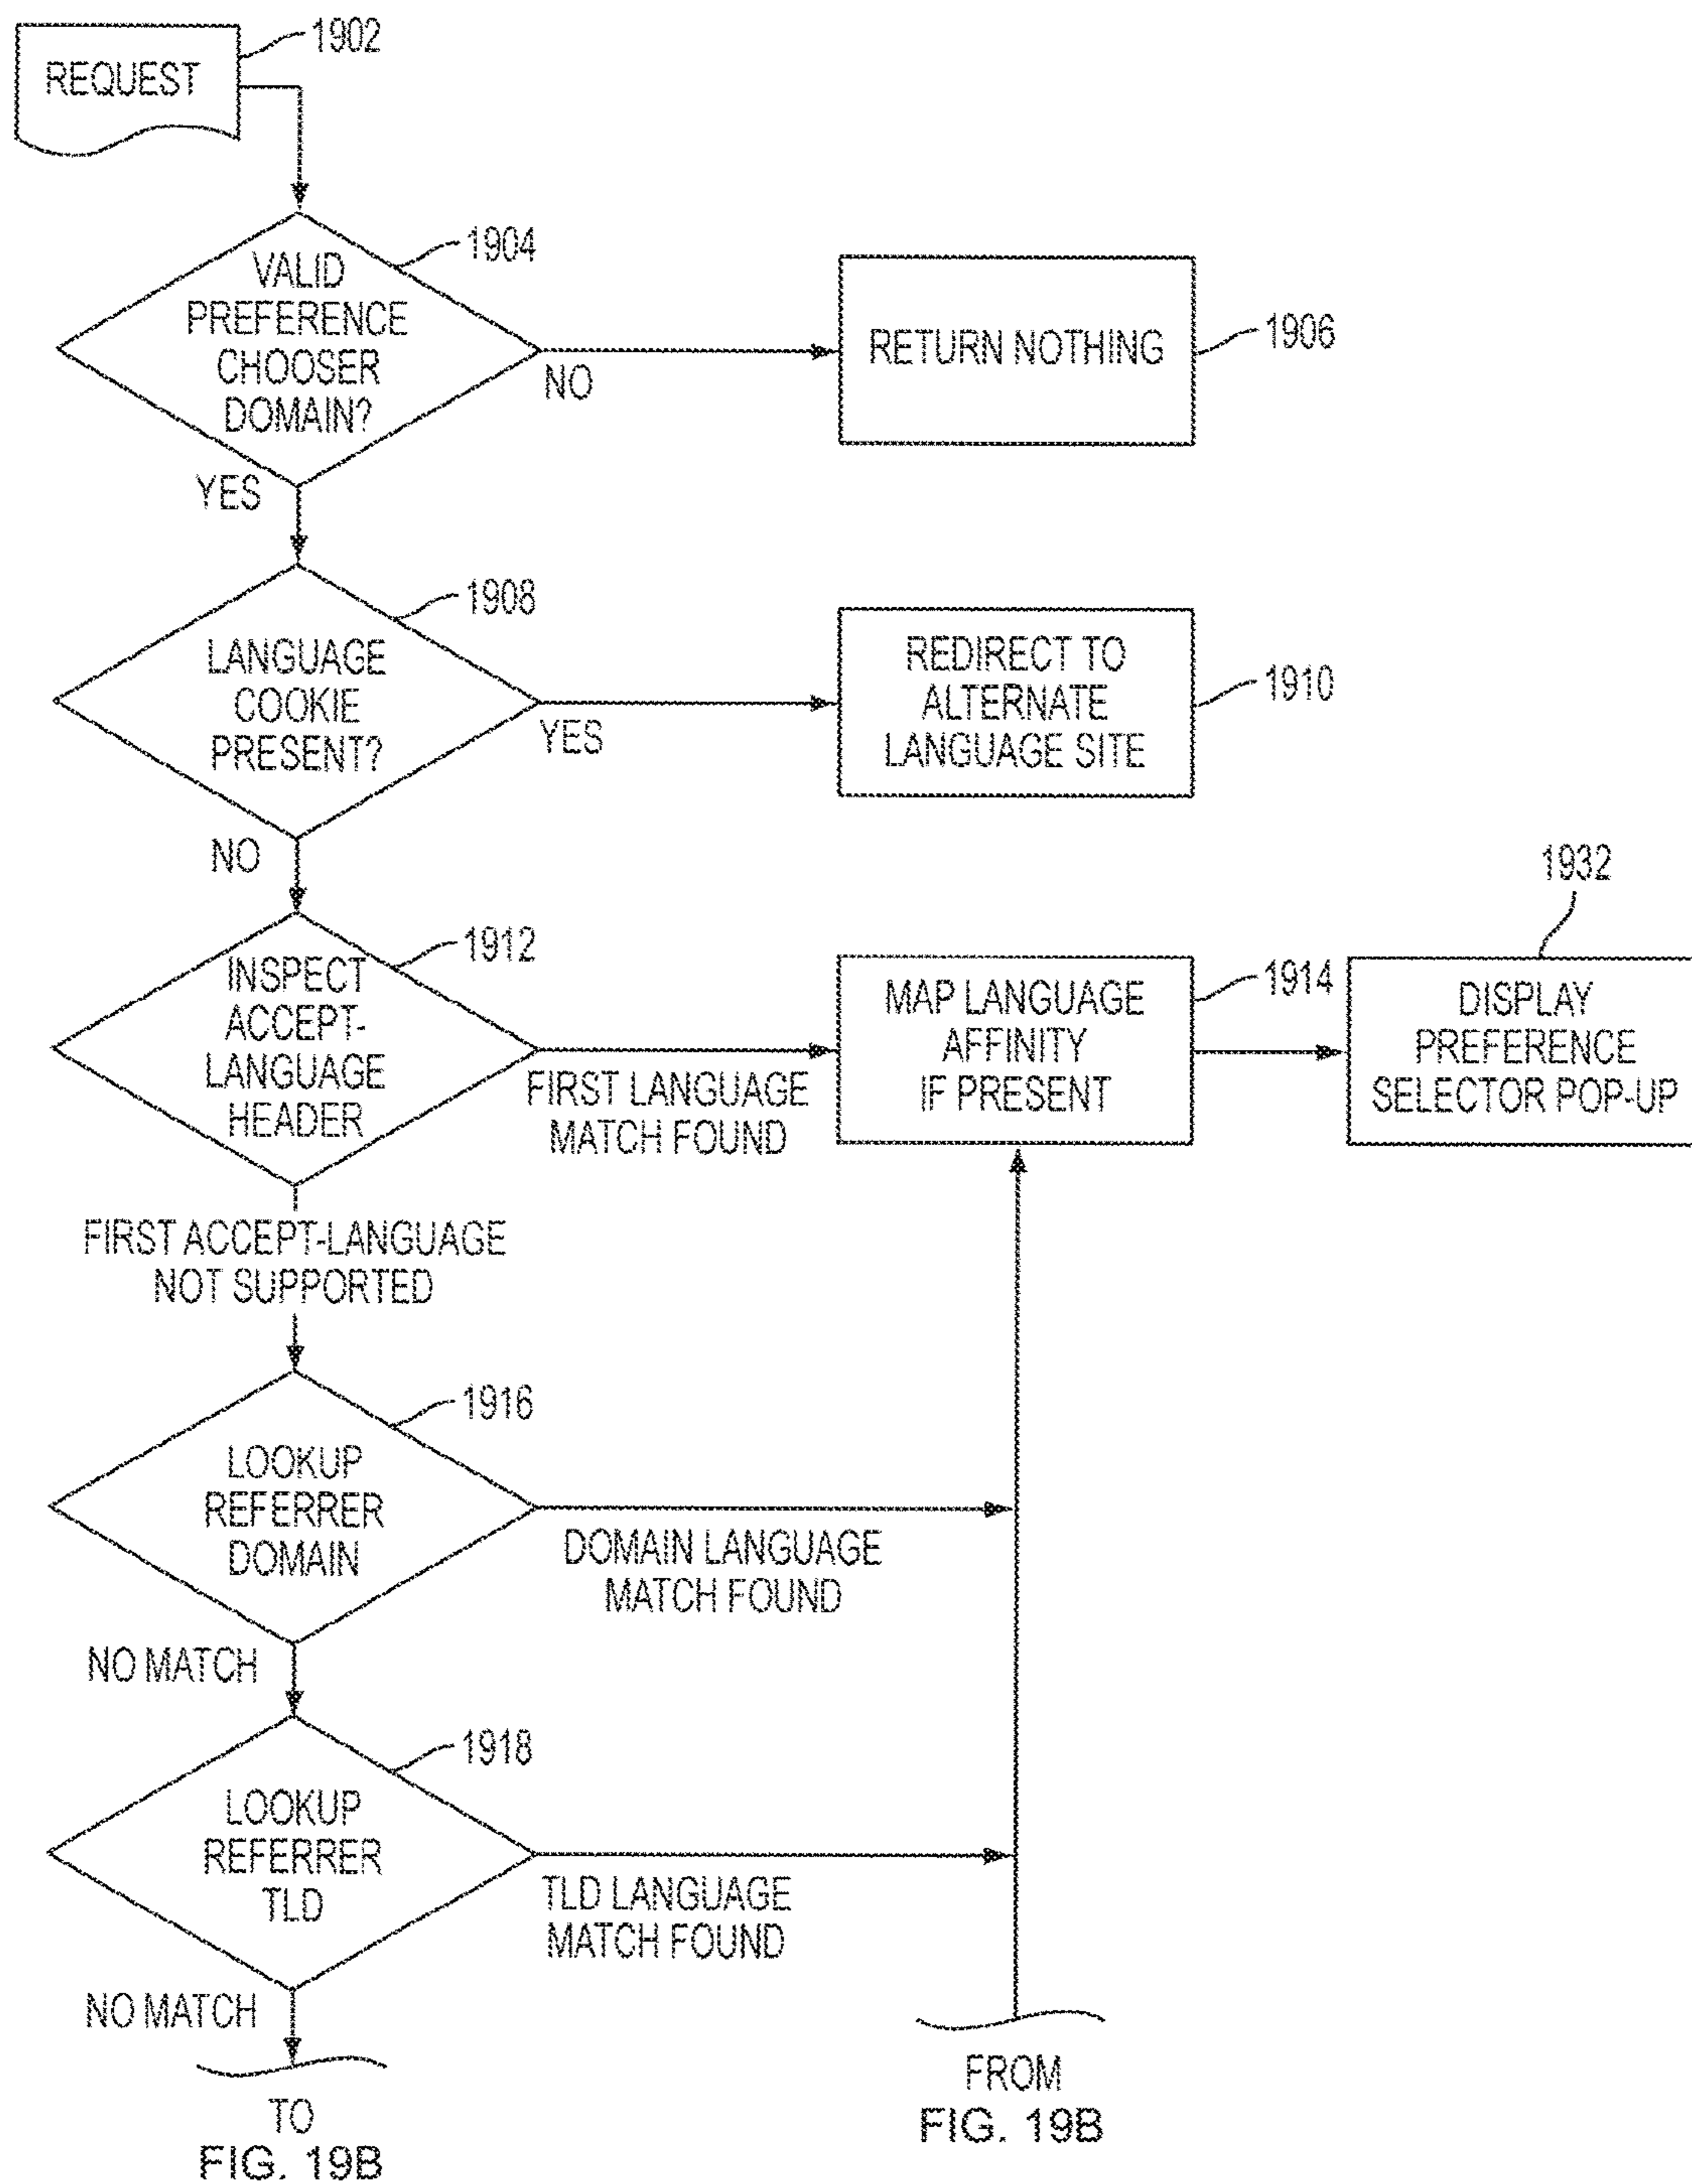 1902
REQUEST
1904
VALID
PREFERENCE
CHOOSER
DOMAIN?
NO
RETURN NOTHING
1906
YES
1908
LANGUAGE
COOKIE
PRESENT?
YES
REDIRECT TO
ALTERNATE
LANGUAGE SITE
1910
NO
1912
INSPECT
ACCEPT-
LANGUAGE
HEADER
FIRST LANGUAGE
MATCH FOUND
MAP LANGUAGE
AFFINITY
IF PRESENT
1914
1932
DISPLAY
PREFERENCE
SELECTOR POP-UP
FIRST ACCEPT-LANGUAGE
NOT SUPPORTED
1916
LOOKUP
REFERRER
DOMAIN
DOMAIN LANGUAGE
MATCH FOUND
NO MATCH
1918
LOOKUP
REFERRER
TLD
TLD LANGUAGE
MATCH FOUND
NO MATCH
TO
FIG. 19B
FROM
FIG. 19B